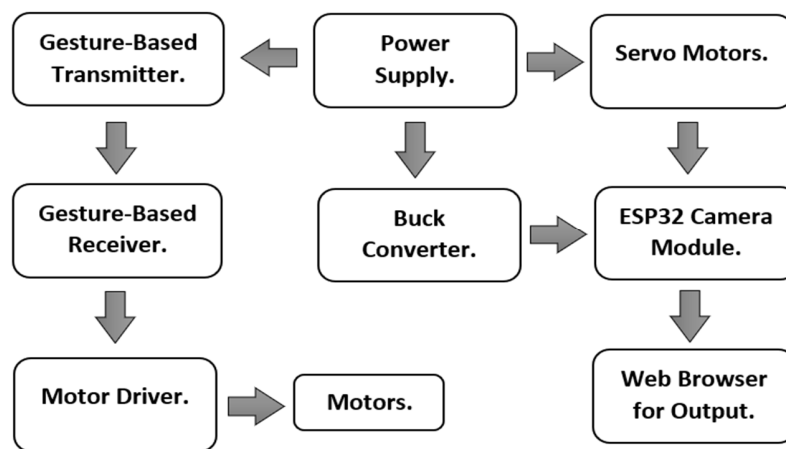 Gesture-Based
Transmitter.
Power
Supply.
Servo Motors.
Gesture-Based
Receiver.
Buck
Converter.
ESP32 Camera
Module.
Motor Driver.
Motors.
Web Browser
for Output.